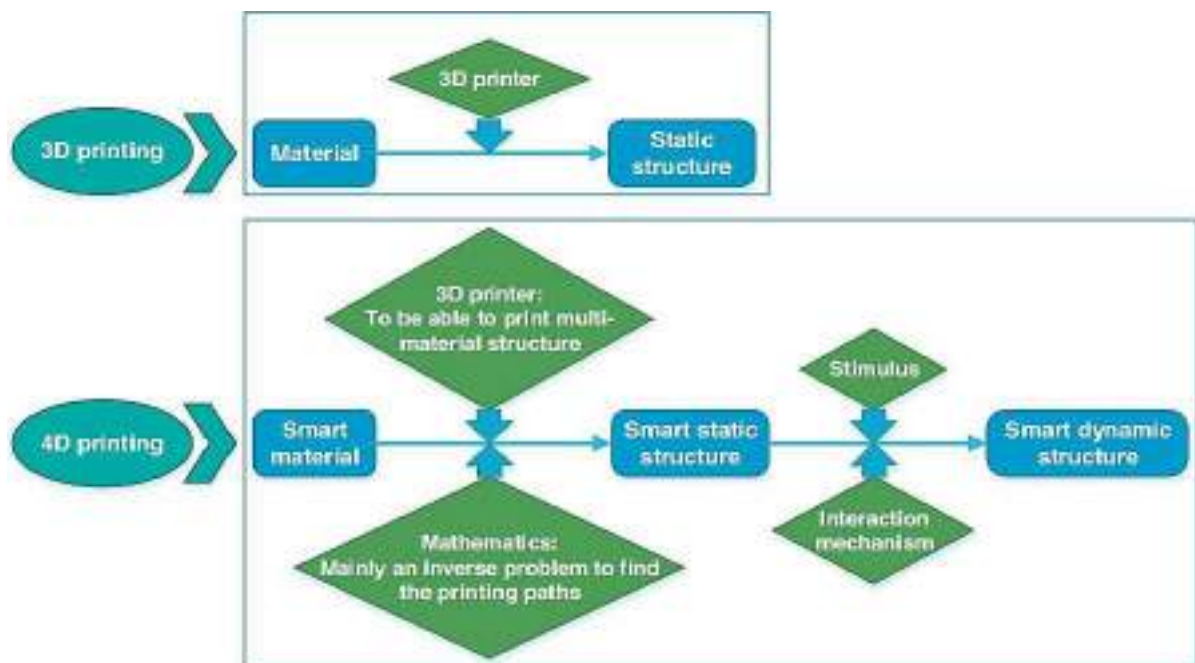 3D printer
3D printing
Material
Static
structure
3D printer:
To be able to print multi-
material structure
Stimulus
4D printing
Smart
material
Smart static
structure
Smart dynamic
structure
Mathematics:
Mainly an inverse problem to find
the printing paths
Interaction
mechanism